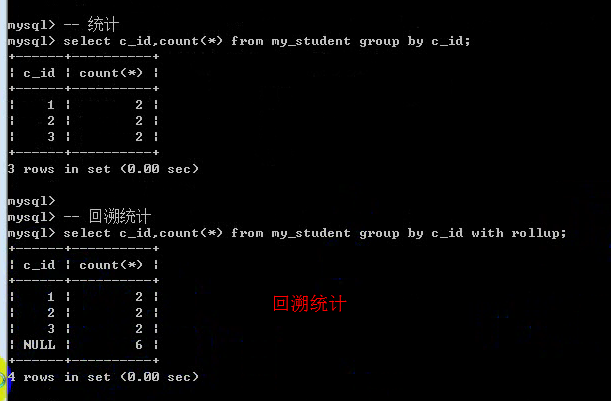 mysql> -- 统计
mysql> select c_id,count(*) from my_student group by c_id;
+------+----------+
| c_id | count(*) |
+------+----------+
|    1 |        2 |
|    2 |        2 |
|    3 |        2 |
+------+----------+
3 rows in set (0.00 sec)
mysql>
mysql> -- 回溯统计
mysql> select c_id,count(*) from my_student group by c_id with rollup;
+------+----------+
| c_id | count(*) |
+------+----------+
|    1 |        2 |
|    2 |        2 |
|    3 |        2 |
| NULL |        6 |
+------+----------+
4 rows in set (0.00 sec)
回溯统计